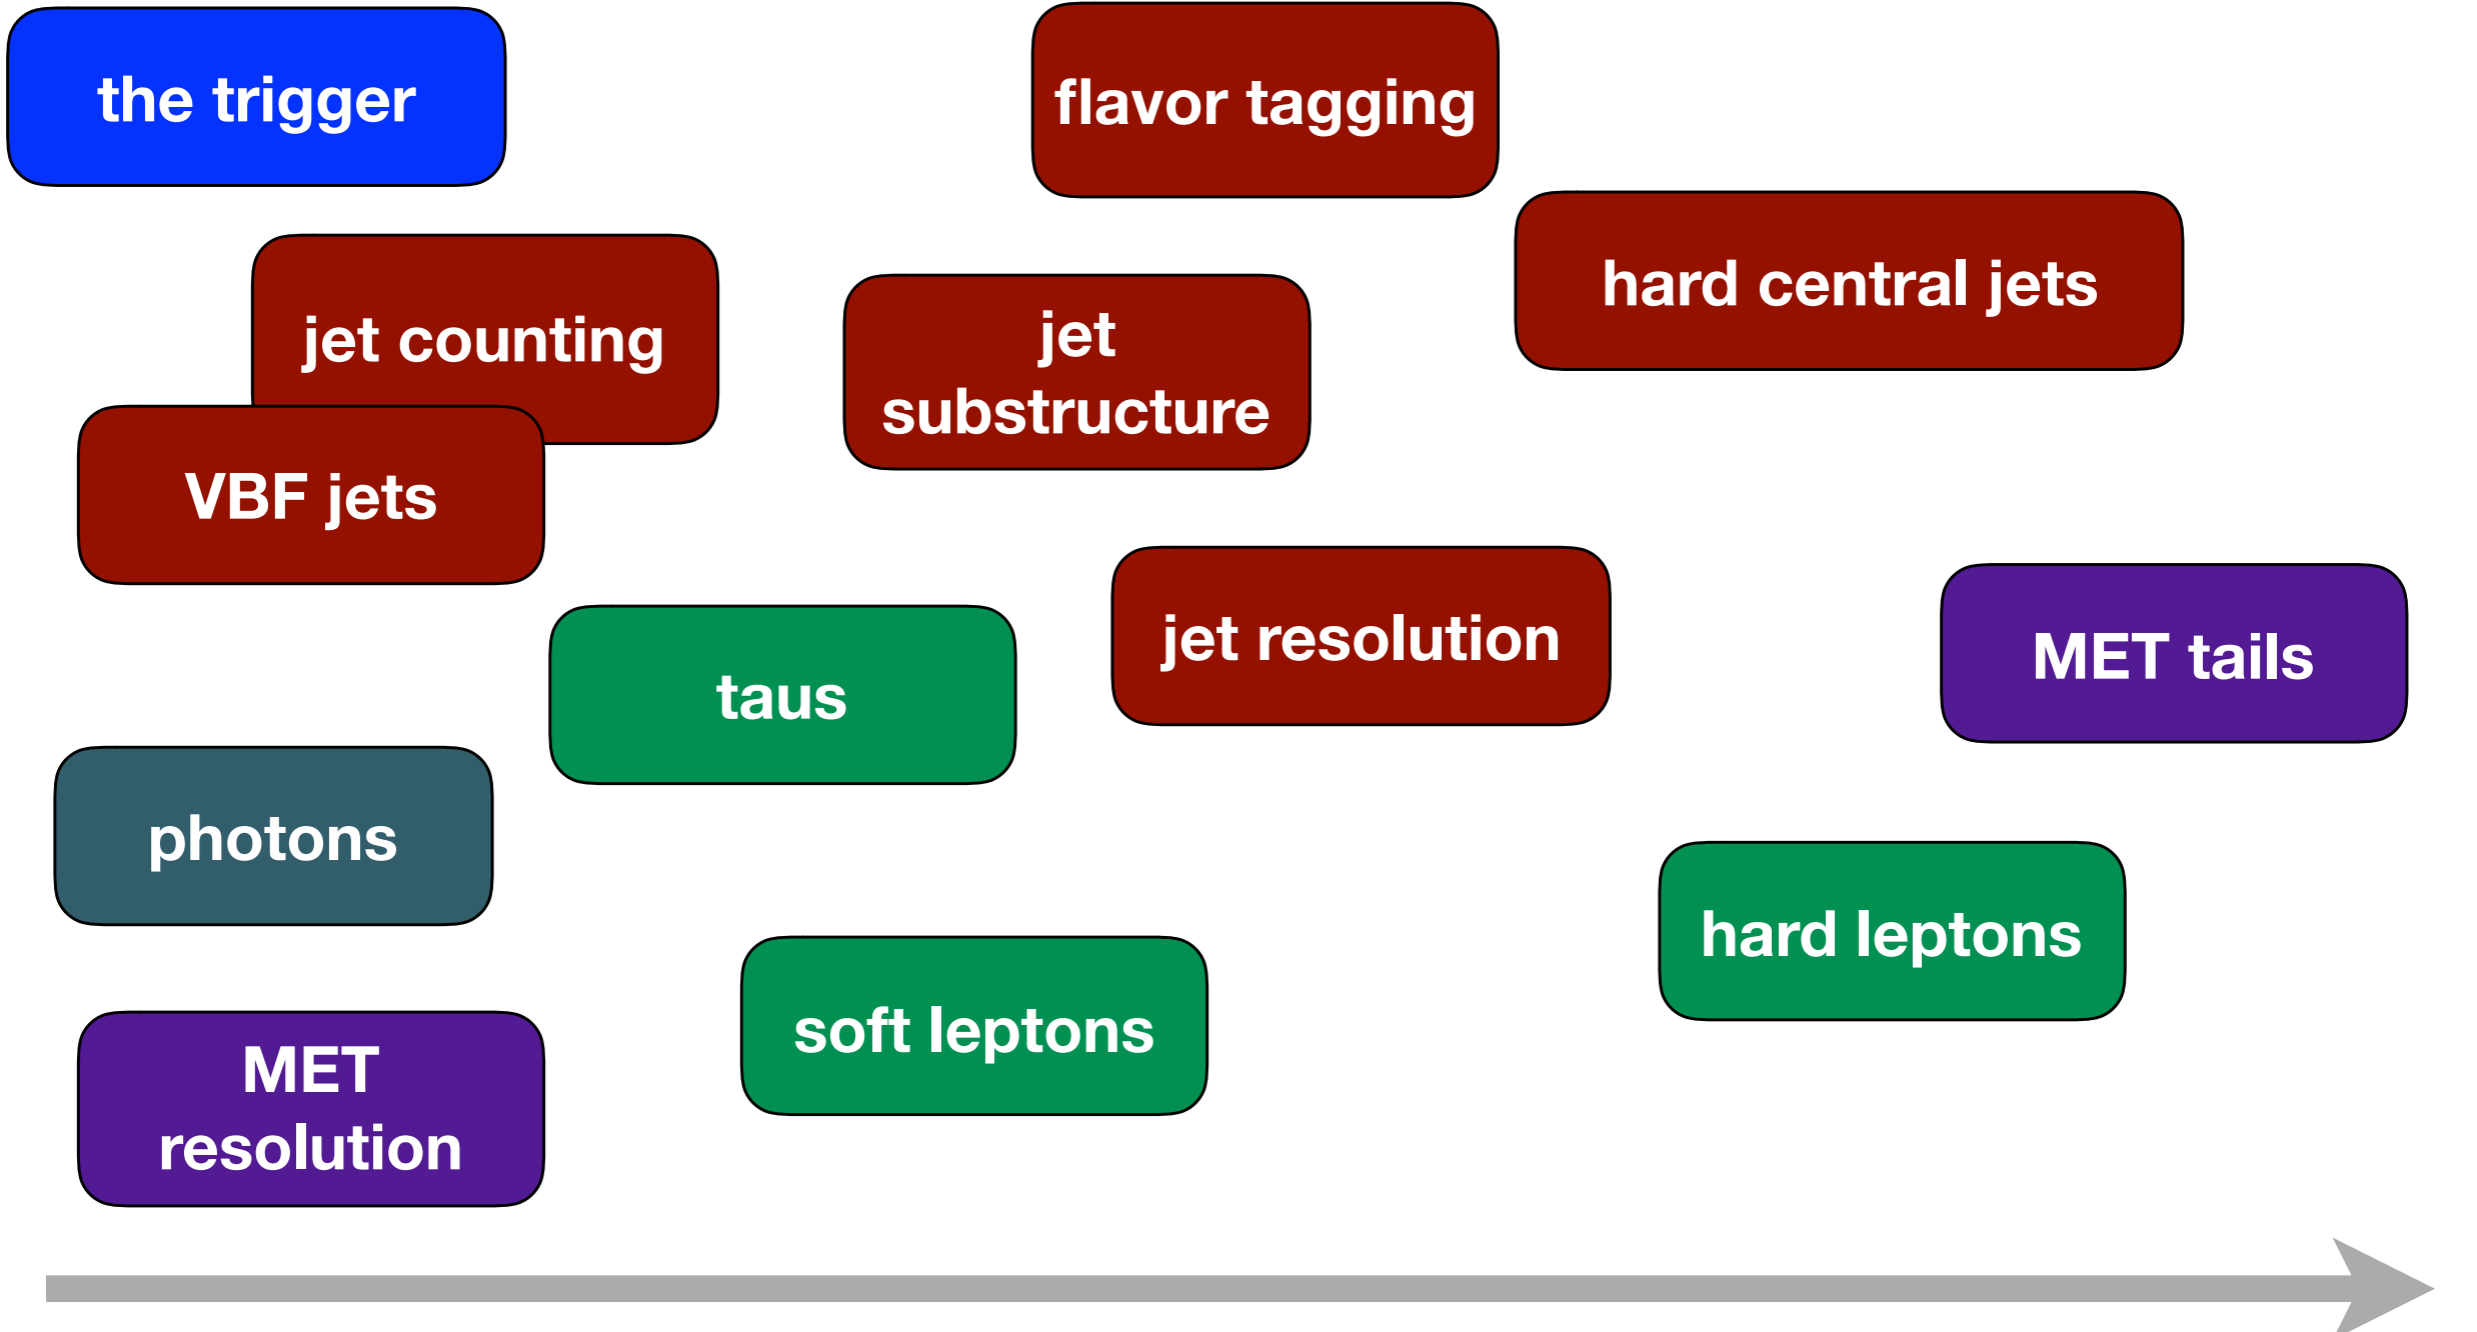 the trigger
flavor tagging
hard central jets
jet counting
jet
substructure
VBF jets
jet resolution
MET tails
taus
photons
hard leptons
soft leptons
MET
resolution